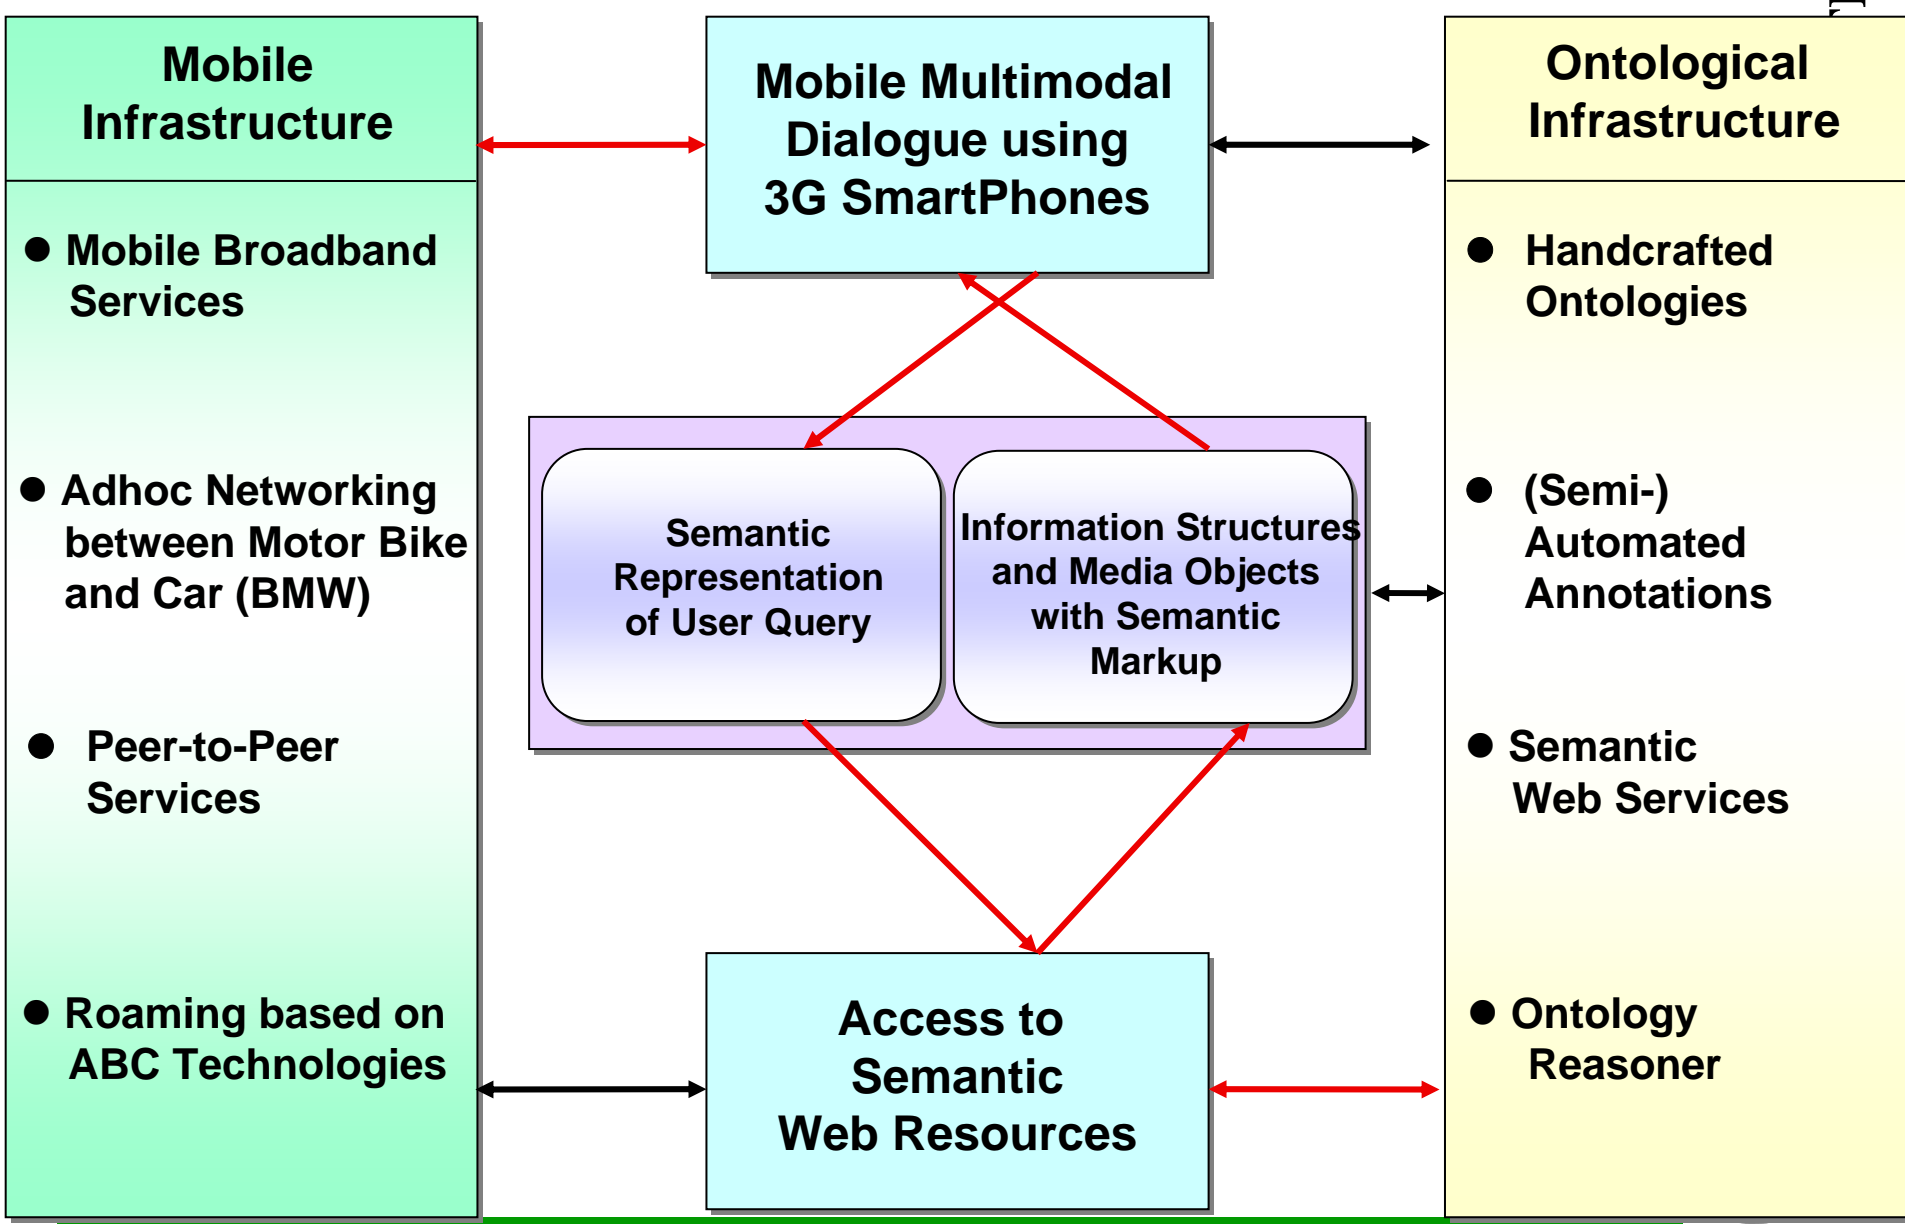 Mobile
Infrastructure
● Mobile Broadband
Services
● Adhoc Networking
between Motor Bike
and Car (BMW)
● Peer-to-Peer
Services
● Roaming based on
ABC Technologies
Mobile Multimodal
Dialogue using
3G SmartPhones
Semantic
Representation
of User Query
Information Structures
and Media Objects
with Semantic
Markup
Access to
Semantic
Web Resources
Ontological
Infrastructure
● Handcrafted
Ontologies
● (Semi-)
Automated
Annotations
● Semantic
Web Services
● Ontology
Reasoner